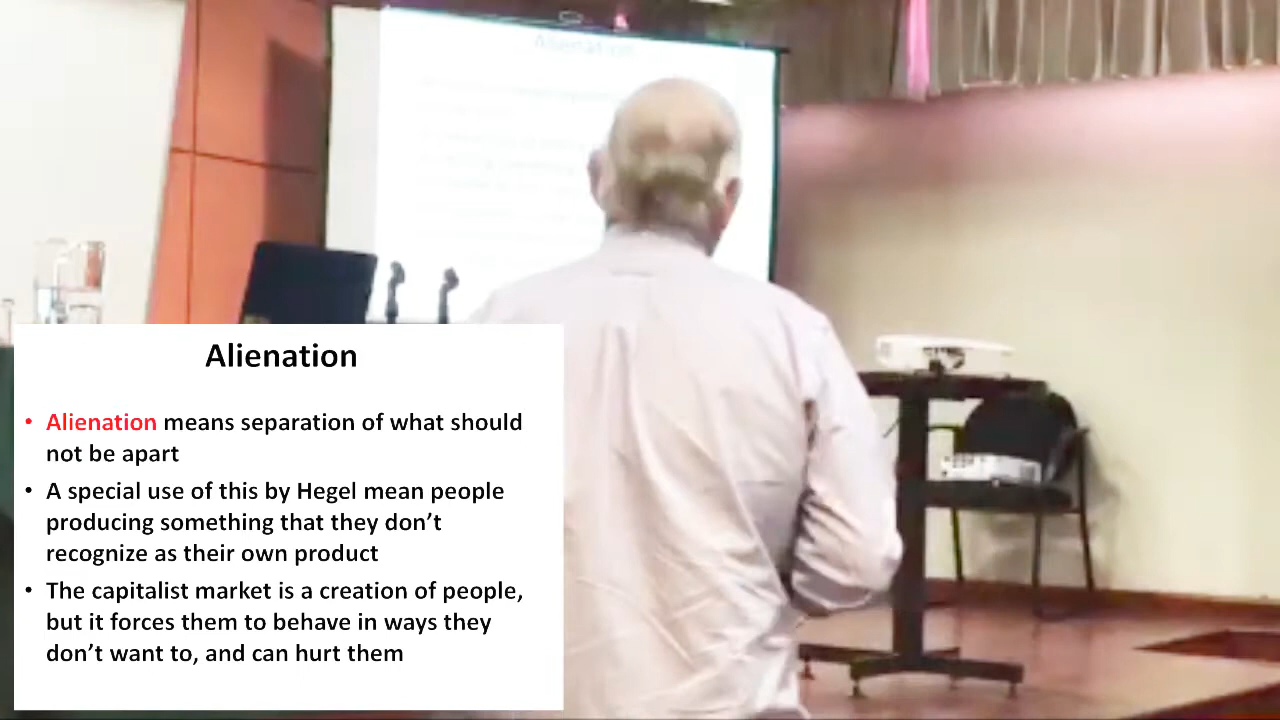 Alienation
Alienation
• Alienation means separation of what should
not be apart
• A special use of this by Hegel mean people
producing something that they don't
recognize as their own product
• The capitalist market is a creation of people,
but it forces them to behave in ways they
don't want to, and can hurt them